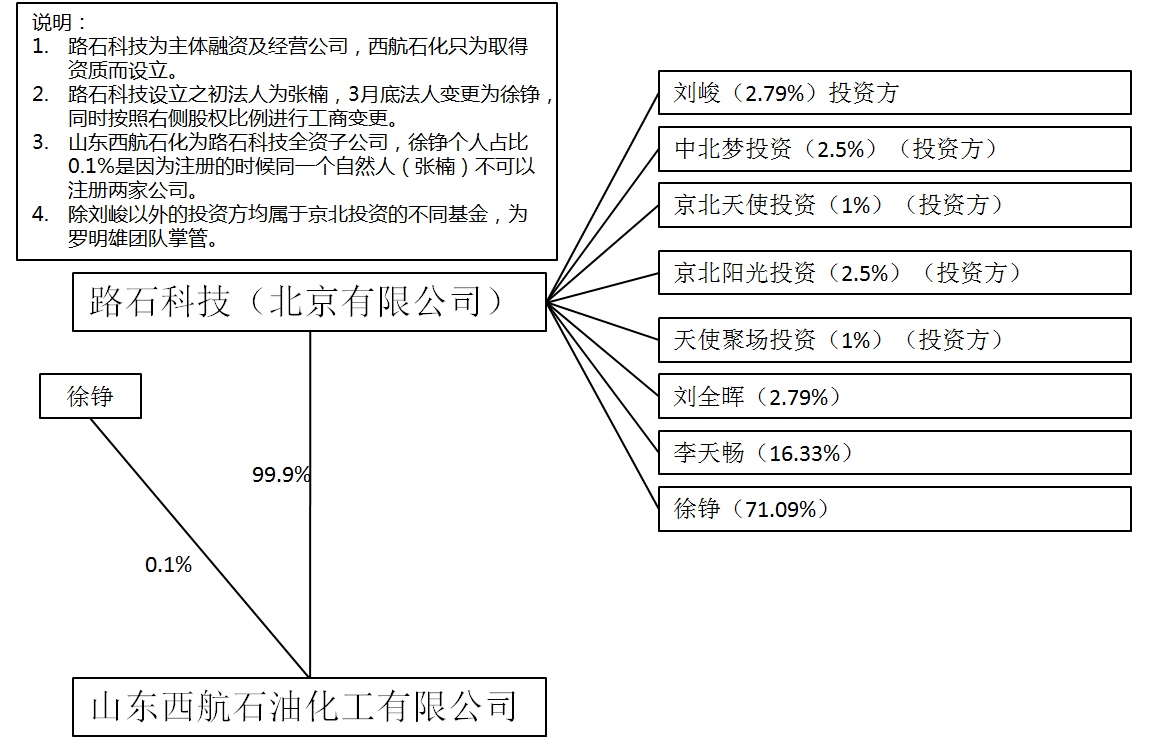 说明：
1. 路石科技为主体融资及经营公司，西航石化只为取得
资质而设立。
2. 路石科技设立之初法人为张楠，3月底法人变更为徐铮，
同时按照右侧股权比例进行工商变更。
3. 山东西航石化为路石科技全资子公司，徐铮个人占比
0.1%是因为注册的时候同一个自然人（张楠）不可以
注册两家公司。
4. 除刘峻以外的投资方均属于京北投资的不同基金，为
罗明雄团队掌管。
路石科技（北京有限公司）
刘峻（2.79%）投资方
中北梦投资（2.5%）（投资方）
京北天使投资（1%）（投资方）
京北阳光投资（2.5%）（投资方）
天使聚场投资（1%）（投资方）
刘全晖（2.79%）
李天畅（16.33%）
徐铮（71.09%）
徐铮
99.9%
0.1%
山东西航石油化工有限公司